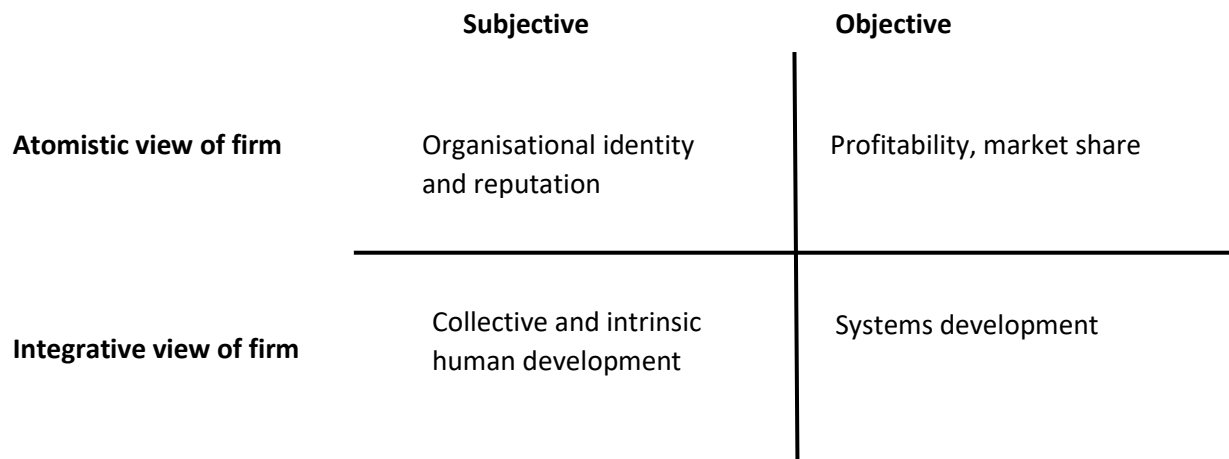 Subjective
Objective
Atomistic view of firm
Organisational identity
and reputation
Profitability, market share
Integrative view of firm
Collective and intrinsic
human development
Systems development